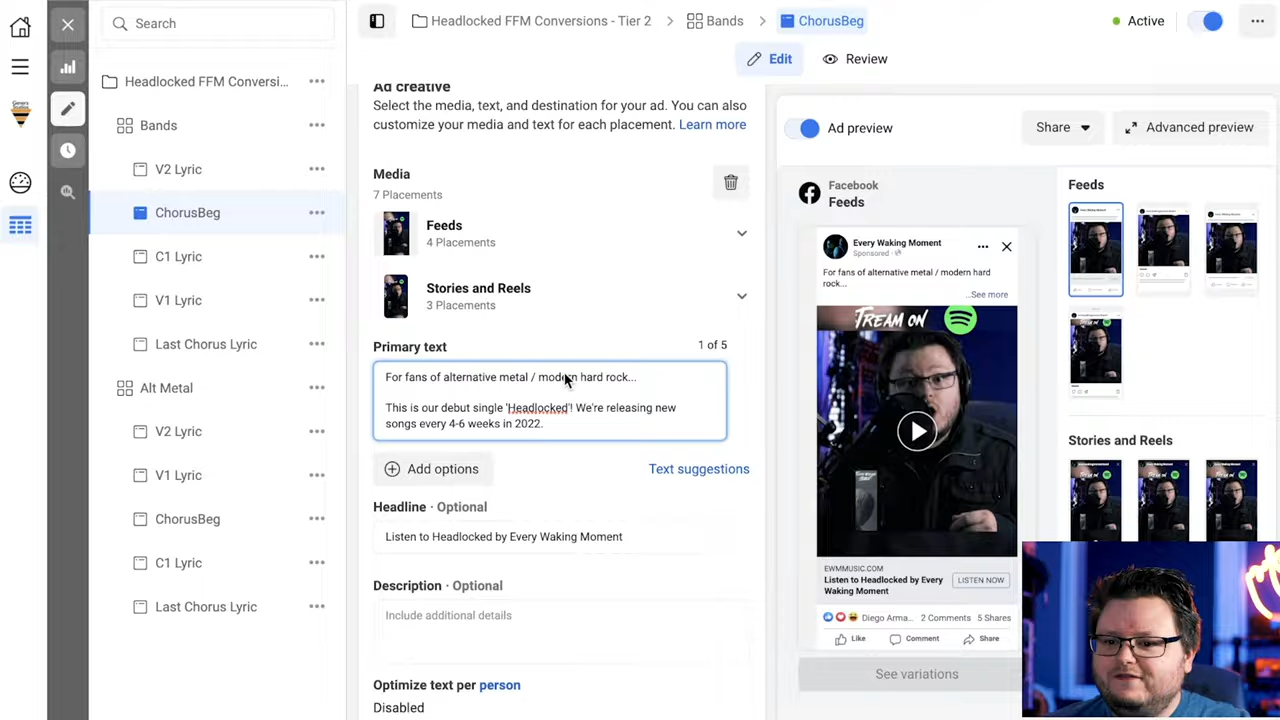 Search
Headlocked FFM Conversions - Tier 2
Bands
ChorusBeg
Active
Edit
Review
Headlocked FFM Conversi...
Bands
V2 Lyric
ChorusBeg
C1 Lyric
V1 Lyric
Last Chorus Lyric
Alt Metal
V2 Lyric
V1 Lyric
ChorusBeg
C1 Lyric
Last Chorus Lyric
Ad creative
Select the media, text, and destination for your ad. You can also
customize your media and text for each placement. Learn more
Media
7 Placements
Feeds
4 Placements
Stories and Reels
3 Placements
Primary text
1 of 5
For fans of alternative metal / modern hard rock...
This is our debut single 'Headlocked'! We're releasing new
songs every 4-6 weeks in 2022.
Add options
Text suggestions
Headline · Optional
Listen to Headlocked by Every Waking Moment
Description · Optional
Include additional details
Optimize text per person
Disabled
Ad preview
Share
Advanced preview
Facebook
Feeds
Every Waking Moment
Sponsored
For fans of alternative metal / modern hard
rock...
...See more
TREAM ON
EWMMUSIC.COM
Listen to Headlocked by Every
Waking Moment
LISTEN NOW
Diego Arma...
2 Comments
5 Shares
Like
Comment
Share
See variations
Feeds
Stories and Reels